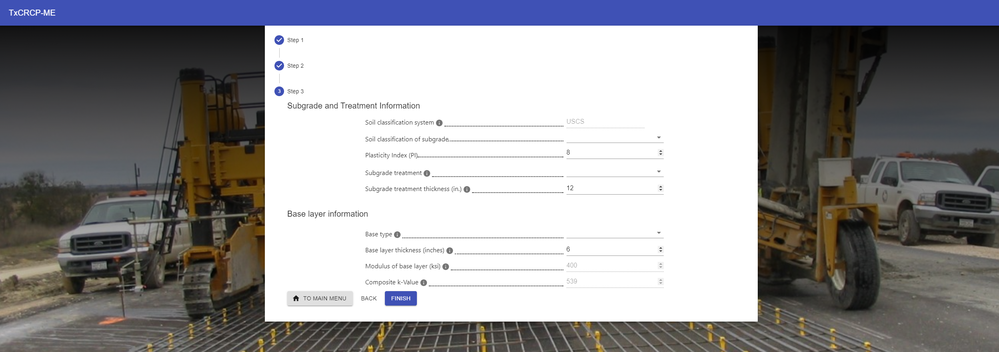 TxCRCP-ME
Step 1
Step 2
3 Step 3
Subgrade and Treatment Information
Soil classification system USCS
Soil classification of subgrade
Plasticity Index (PI) 8
Subgrade treatment
Subgrade treatment thickness (in.) 12
Base layer information
Base type
Base layer thickness (inches) 6
Modulus of base layer (ksi) 400
Composite k-Value 539
TO MAIN MENU BACK FINISH